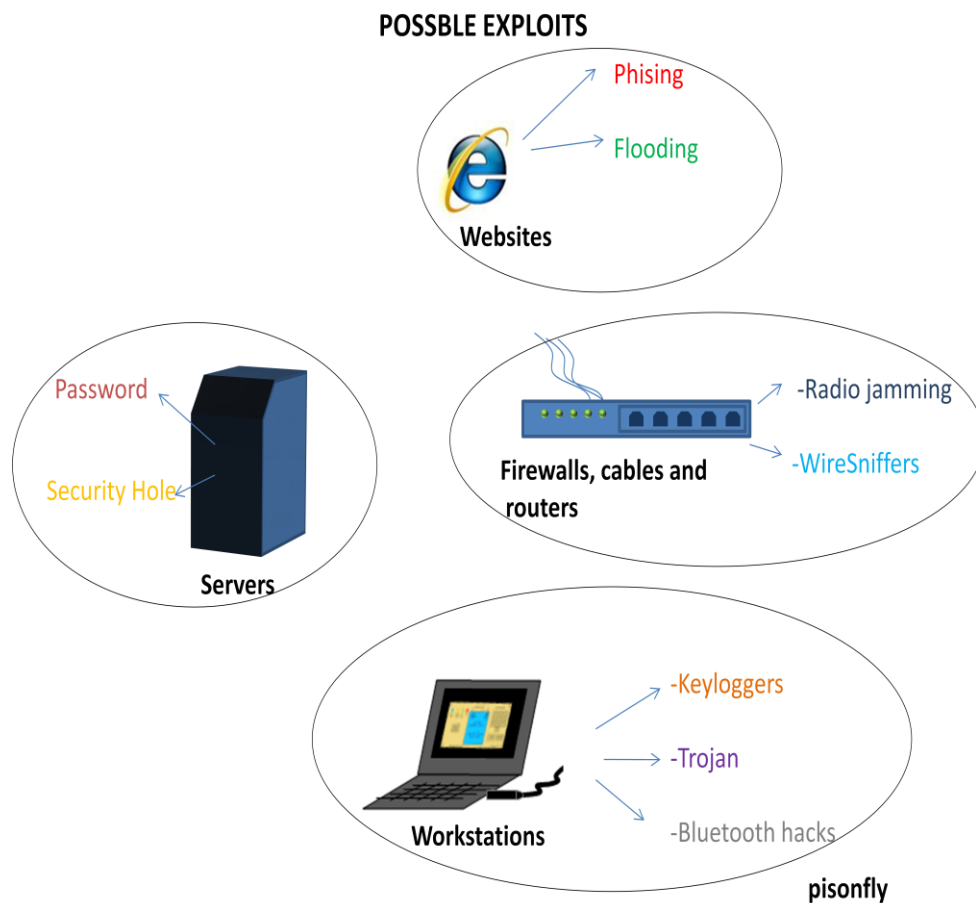 POSSBLE EXPLOITS
Phising
Flooding
Websites
Password
Security Hole
Servers
-Radio jamming
-WireSniffers
Firewalls, cables and
routers
-Keyloggers
-Trojan
-Bluetooth hacks
Workstations
pisonfly